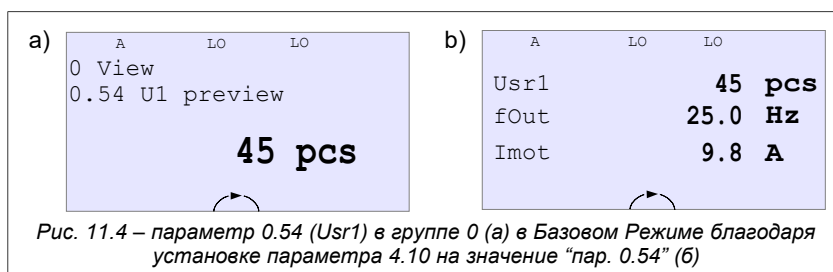 a)
A LO LO
0 View
0.54 U1 preview
45 pcs
b)
A LO LO
Usr1 45 pcs
fOut 25.0 Hz
Imot 9.8 A
Рис. 11.4 – параметр 0.54 (Usr1) в группе 0 (а) в Базовом Режиме благодаря
установке параметра 4.10 на значение “пар. 0.54” (б)